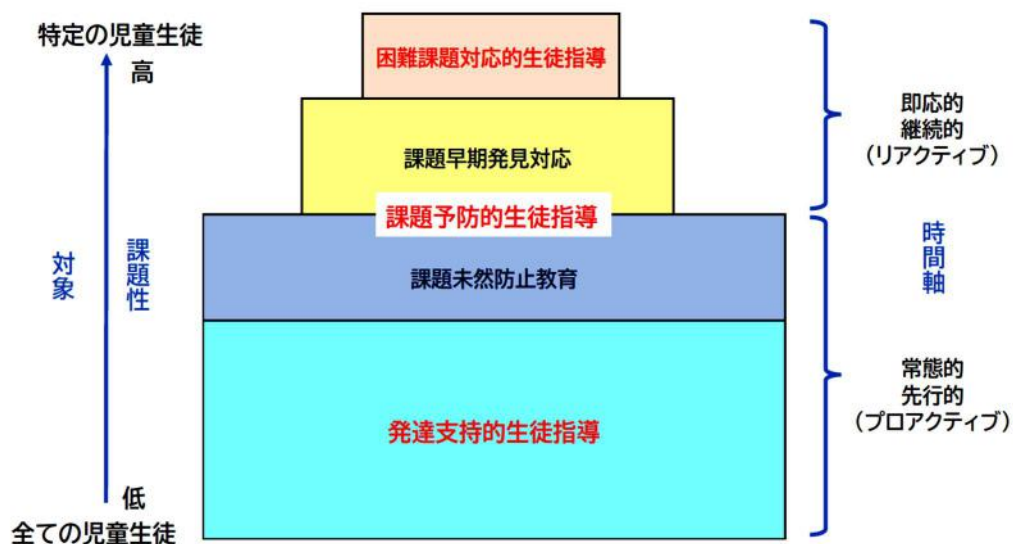 特定の児童生徒
高
対象
課題性
低
全ての児童生徒
困難課題対応的生徒指導
課題早期発見対応
課題予防的生徒指導
課題未然防止教育
発達支持的生徒指導
即応的
継続的
(リアクティブ)
時間軸
常態的
先行的
(プロアクティブ)